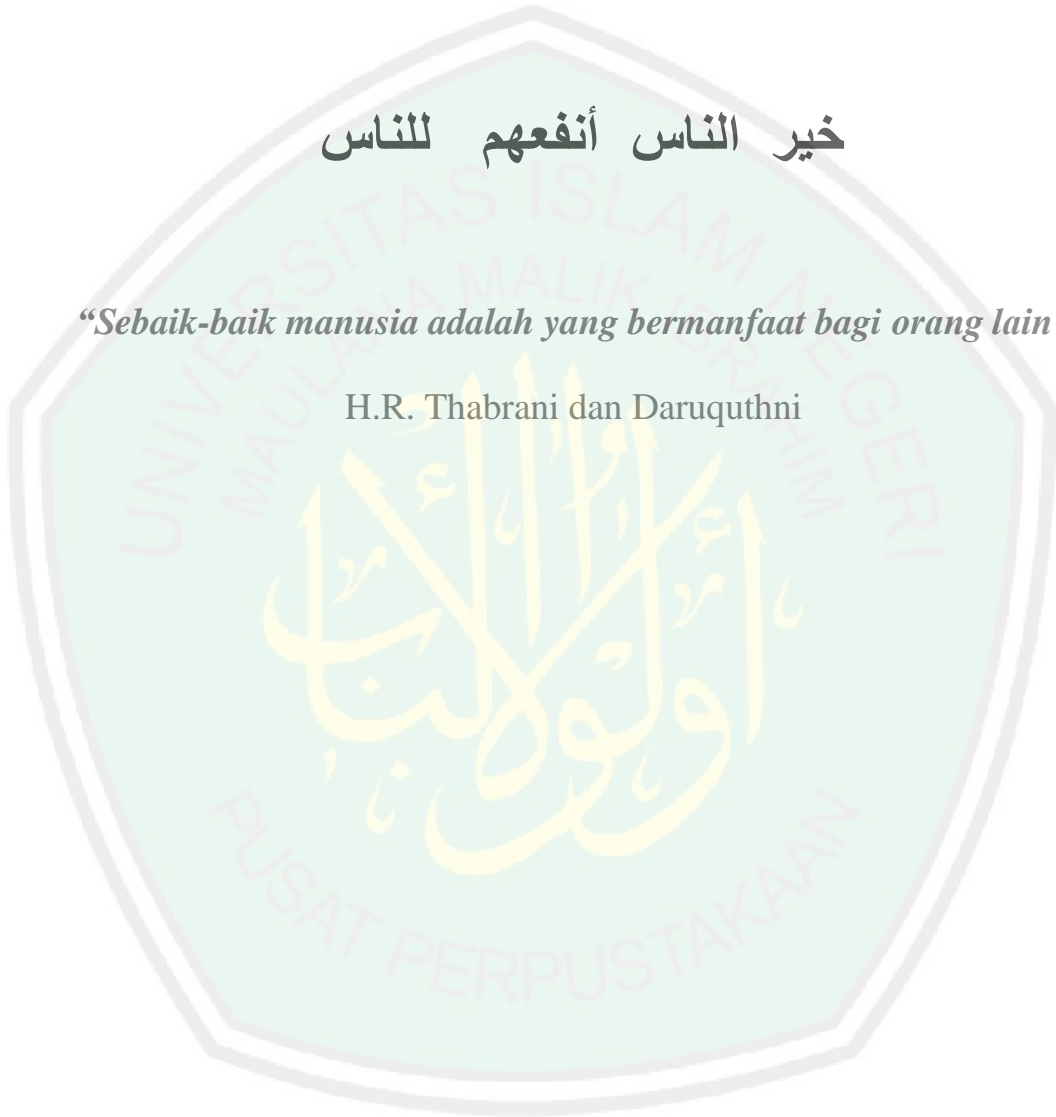 خير الناس أنفعهم للناس
“Sebaik-baik manusia adalah yang bermanfaat bagi orang lain
H.R. Thabrani dan Daruquthni
UNIVERSITAS ISLAM NEGERI
MAULANA MALIK IBRAHIM
PUSAT PERPUSTAKAAN